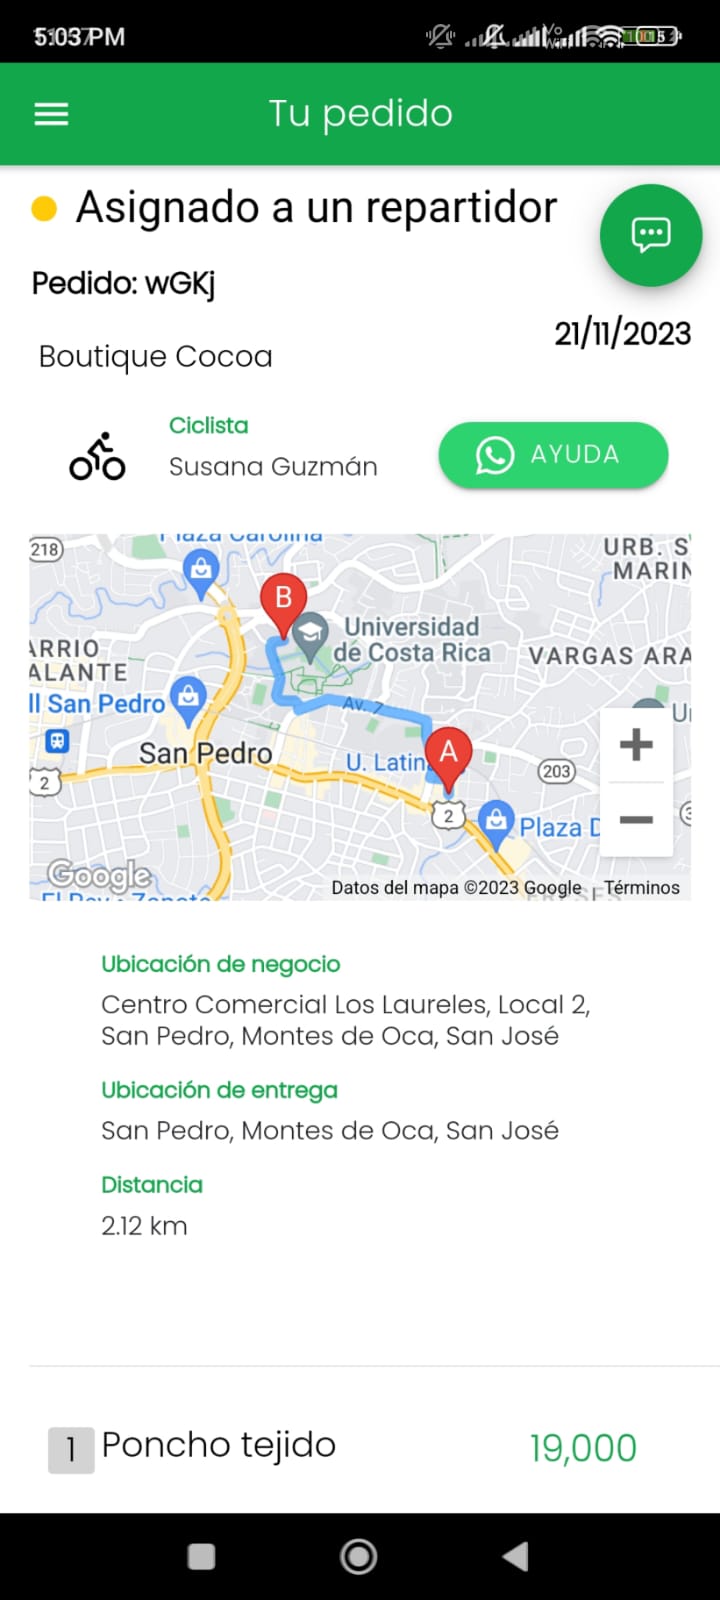 5:03 PM
Tu pedido
Asignado a un repartidor
Pedido: wGKj
21/11/2023
Boutique Cocoa
Ciclista
Susana Guzmán
AYUDA
Plaza Carolina
218
URB. S
MARIN
B
Universidad
de Costa Rica
ARRIO
ALANTE
VARGAS ARA
ll San Pedro
Av. 7
San Pedro
U. Latin
A
203
2
2
Plaza D
Google
Datos del mapa ©2023 Google
Términos
Ubicación de negocio
Centro Comercial Los Laureles, Local 2,
San Pedro, Montes de Oca, San José
Ubicación de entrega
San Pedro, Montes de Oca, San José
Distancia
2.12 km
1 Poncho tejido 19,000